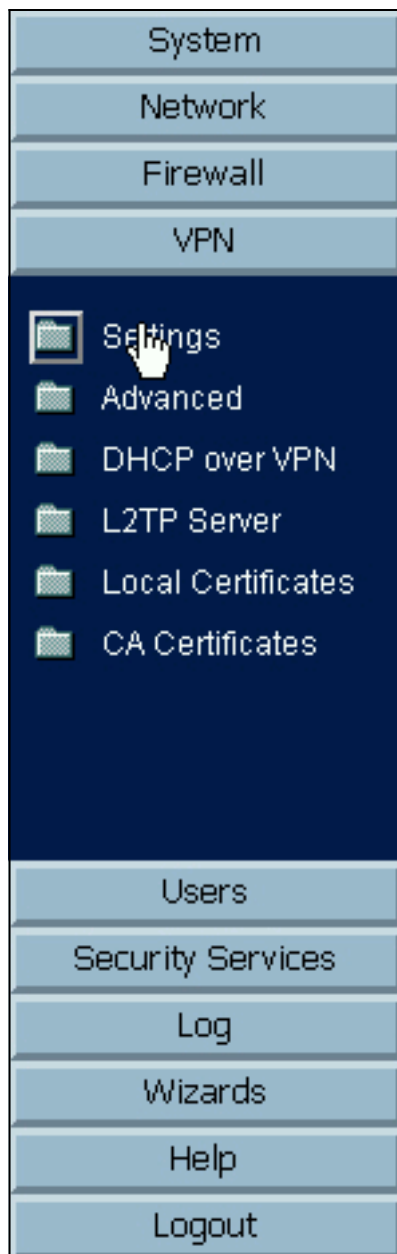 System
Network
Firewall
VPN
Settings
Advanced
DHCP over VPN
L2TP Server
Local Certificates
CA Certificates
Users
Security Services
Log
Wizards
Help
Logout